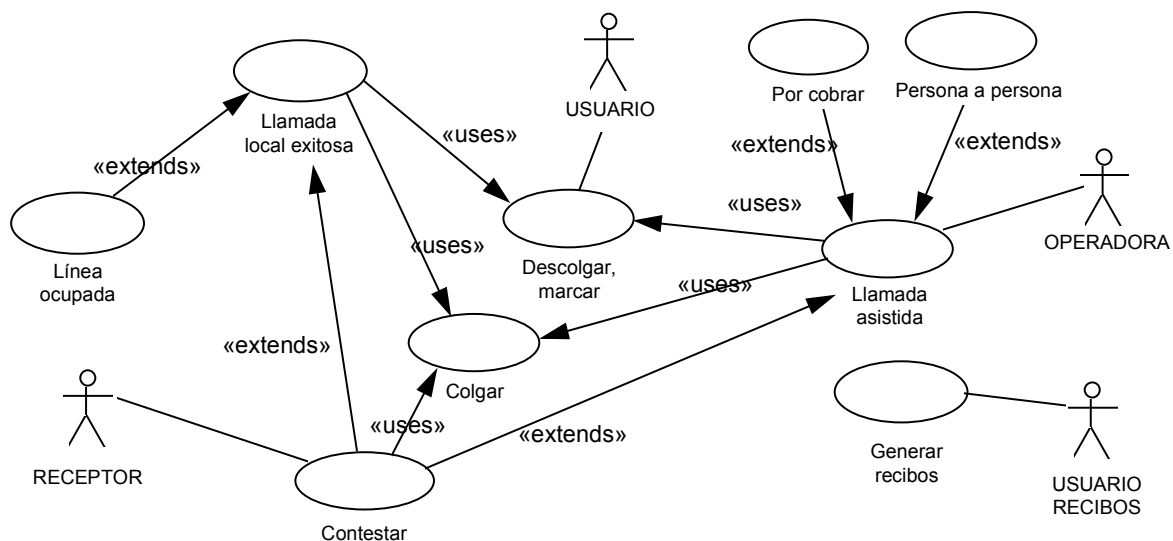 USUARIO
Por cobrar
Persona a persona
Llamada
local exitosa
«uses»
«extends»
«extends»
«extends»
«uses»
OPERADORA
«uses»
Línea
ocupada
Descolgar,
marcar
«uses»
Llamada
asistida
«extends»
Colgar
«uses»
«extends»
RECEPTOR
Generar
recibos
USUARIO
RECIBOS
Contestar